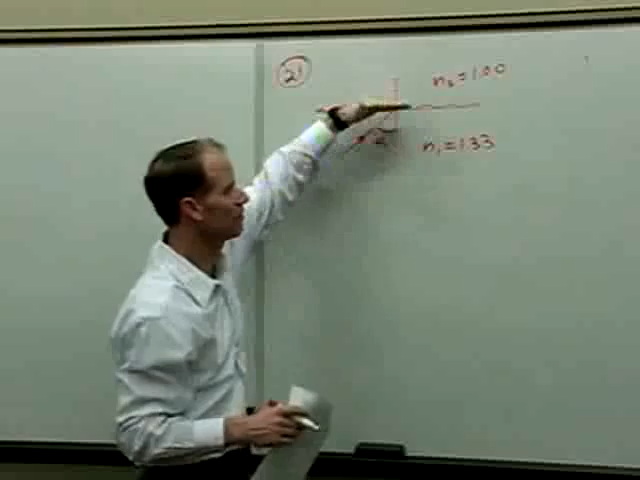 21
n₂ = 1.00
n₁ = 1.33